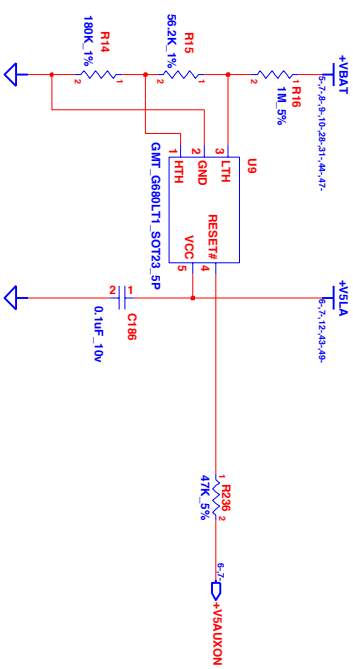 +VBAT
5-,7-,8-,9-,10-,28-,31-,44-,47-
R16
1M_5%
1
2
R15
56.2K_1%
1
2
R14
180K_1%
1
2
U9
3 LTH
2 GND
1 HTH
RESET# 4
VCC 5
GMT_G680LT1_SOT23_5P
+V5LA
6-,7-,12-,43-,49-
C186
0.1uF_10v
1
2
R236
47K_5%
1
2
6-,7-
+V5AUXON